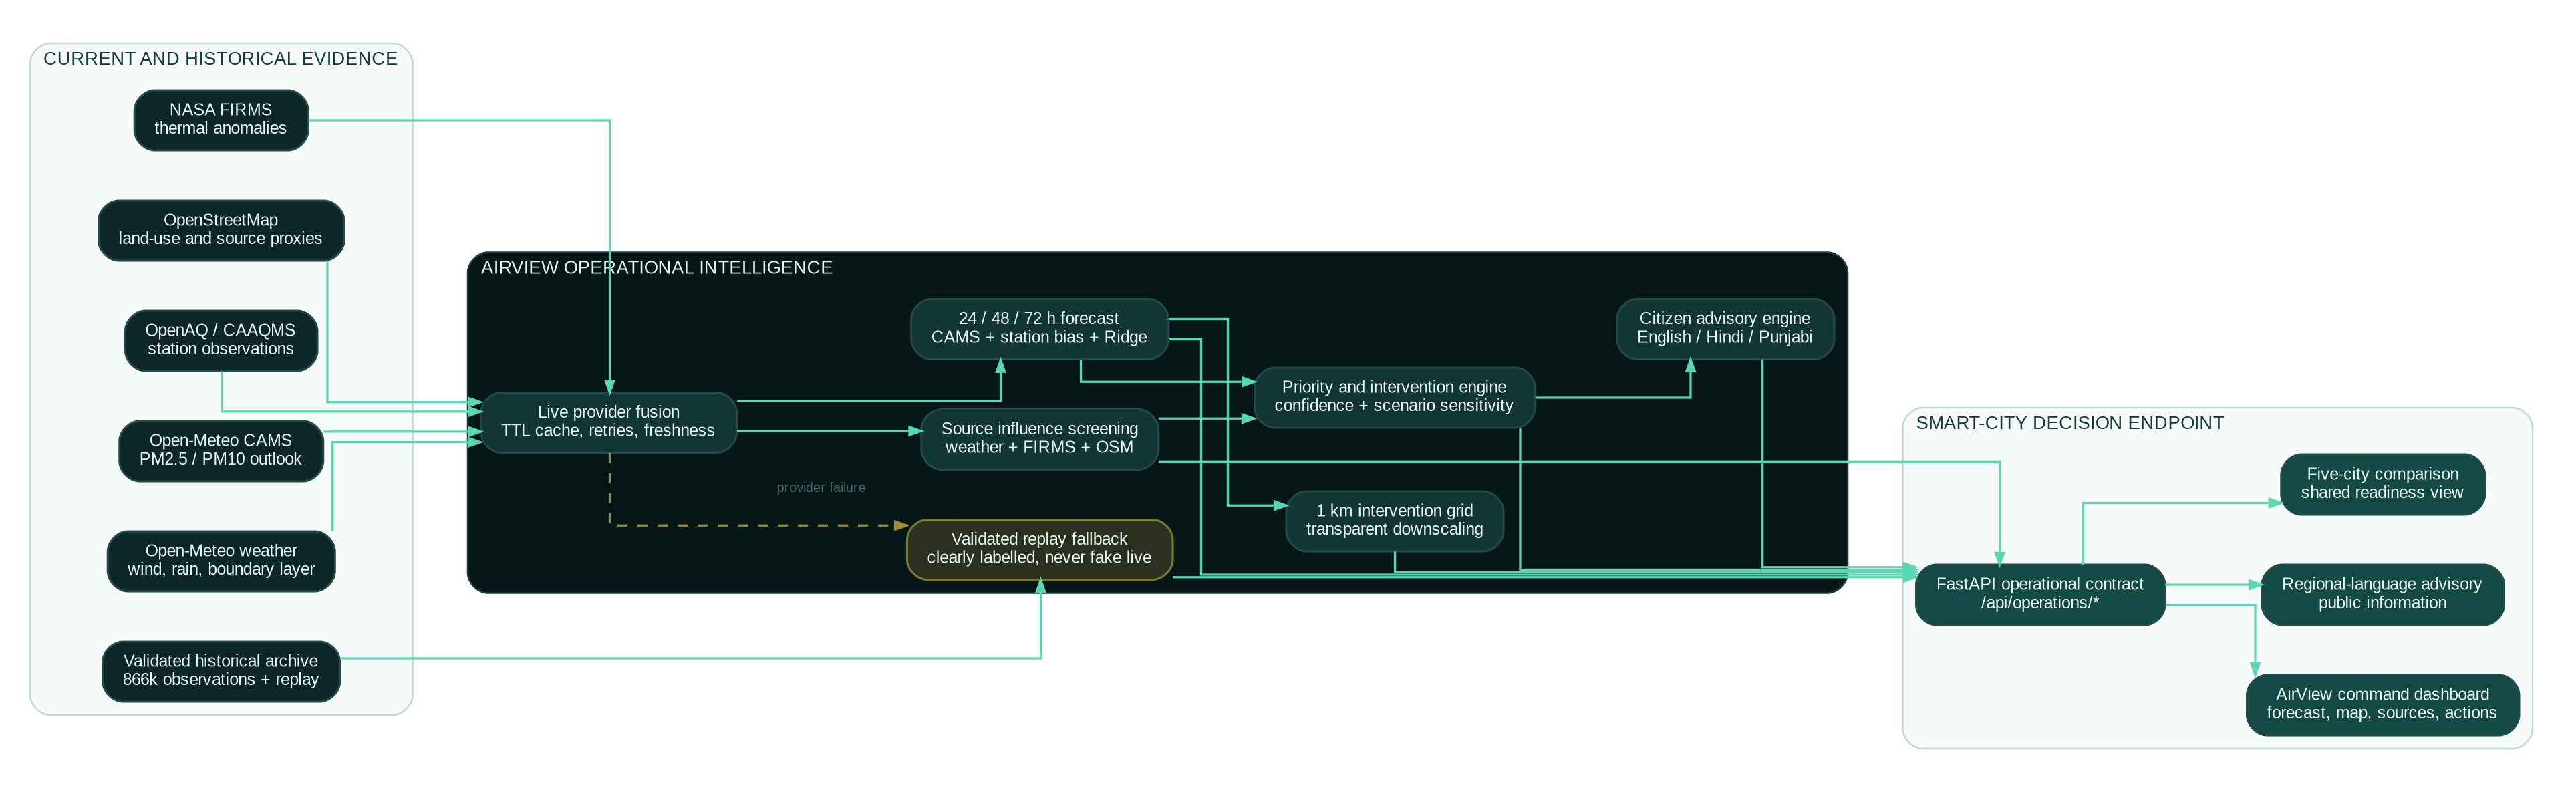 CURRENT AND HISTORICAL EVIDENCE
NASA FIRMS
thermal anomalies
OpenStreetMap
land-use and source proxies
OpenAQ / CAAQMS
station observations
Open-Meteo CAMS
PM2.5 / PM10 outlook
Open-Meteo weather
wind, rain, boundary layer
Validated historical archive
866k observations + replay
AIRVIEW OPERATIONAL INTELLIGENCE
Live provider fusion
TTL cache, retries, freshness
24 / 48 / 72 h forecast
CAMS + station bias + Ridge
Source influence screening
weather + FIRMS + OSM
provider failure
Validated replay fallback
clearly labelled, never fake live
Priority and intervention engine
confidence + scenario sensitivity
1 km intervention grid
transparent downscaling
Citizen advisory engine
English / Hindi / Punjabi
SMART-CITY DECISION ENDPOINT
FastAPI operational contract
/api/operations/*
Five-city comparison
shared readiness view
Regional-language advisory
public information
AirView command dashboard
forecast, map, sources, actions